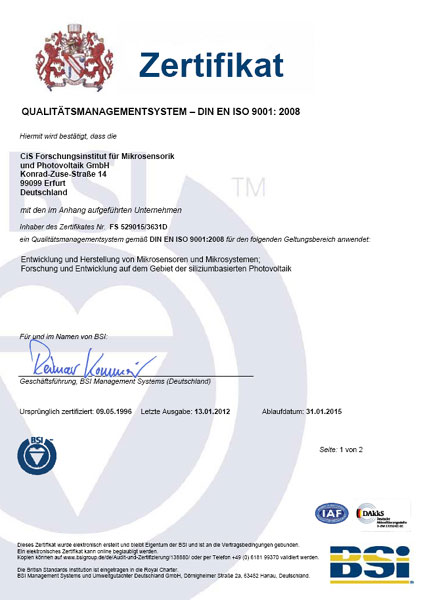 Zertifikat
QUALITÄTSMANAGEMENTSYSTEM – DIN EN ISO 9001: 2008
Hiermit wird bestätigt, dass die
CiS Forschungsinstitut für Mikrosensorik
und Photovoltaik GmbH
Konrad-Zuse-Straße 14
99099 Erfurt
Deutschland
mit den im Anhang aufgeführten Unternehmen
Inhaber des Zertifikates Nr. FS 529015/3631D
ein Qualitätsmanagementsystem gemäß DIN EN ISO 9001:2008 für den folgenden Geltungsbereich anwendet:
Entwicklung und Herstellung von Mikrosensoren und Mikrosystemen;
Forschung und Entwicklung auf dem Gebiet der siliziumbasierten Photovoltaik
BSI
TM
Für und im Namen von BSI:
Geschäftsführung, BSI Management Systems (Deutschland)
Ursprünglich zertifiziert: 09.05.1996 Letzte Ausgabe: 13.01.2012 Ablaufdatum: 31.01.2015
BSI
Seite: 1 von 2
IAF
DAkkS
Deutsche
Akkreditierungsstelle
Dieses Zertifikat wurde elektronisch erstellt und bleibt Eigentum der BSI und ist an die Vertragsbedingungen gebunden.
Ein elektronisches Zertifikat kann online beglaubigt werden.
Kopien können auf www.bsigroup.de/de/Audit-und-Zertifizierung/138680/ oder per Telefon +49 (0) 6181 99370 validiert werden.
Die British Standards Institution ist eingetragen in die Royal Charter.
BSI Management Systems und Umweltgutachter Deutschland GmbH, Dörnigheimer Straße 2a, 63452 Hanau, Deutschland.
BSi